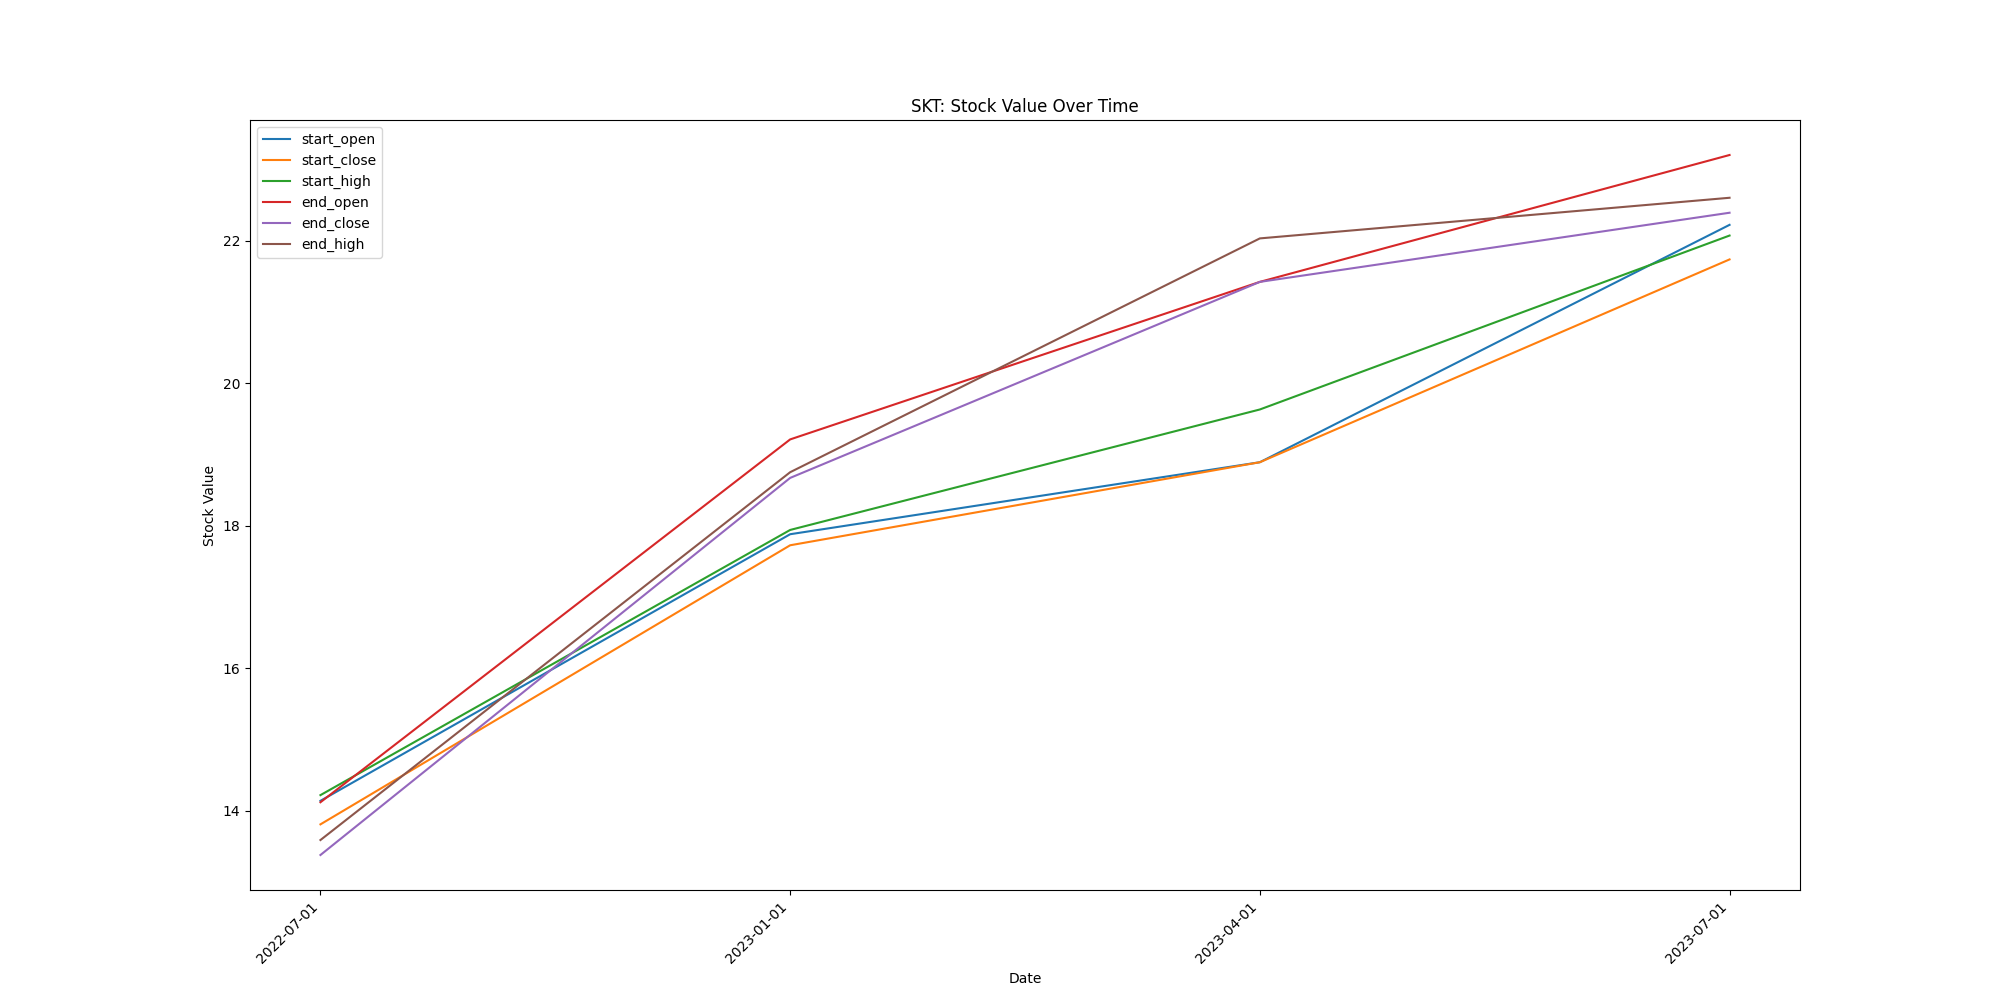 SKT: Stock Value Over Time
start_open
start_close
start_high
end_open
end_close
end_high
Stock Value
22
20
18
16
14
2022-07-01
2023-01-01
2023-04-01
2023-07-01
Date